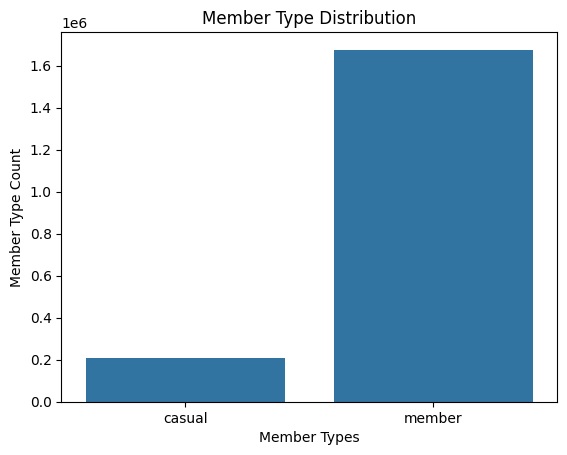 Member Type Distribution
1e6
Member Type Count
1.6
1.4
1.2
1.0
0.8
0.6
0.4
0.2
0.0
casual member
Member Types